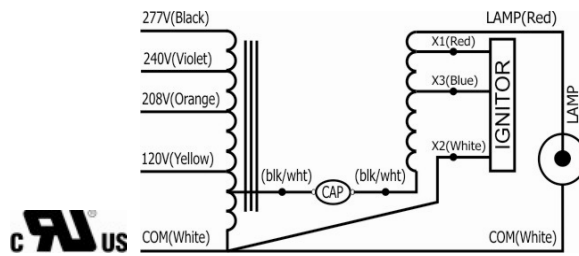 277V(Black)
240V(Violet)
208V(Orange)
120V(Yellow)
COM(White)
(blk/wht)
CAP
(blk/wht)
LAMP(Red)
X1(Red)
X3(Blue)
X2(White)
IGNITOR
LAMP
COM(White)
C RU ® US